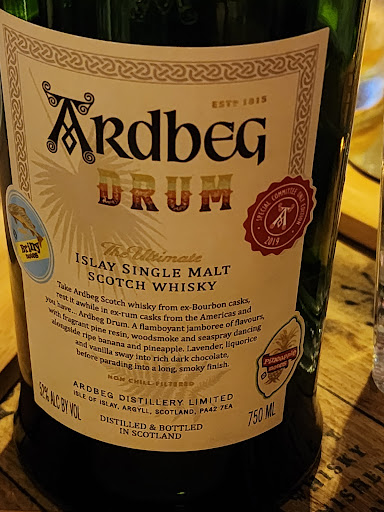 ESTD 1815
ARDBEG
DRUM
SPECIAL COMMITTEE ONLY EDITION
A
2019
The Ultimate
ISLAY SINGLE MALT
SCOTCH WHISKY
Take Ardbeg Scotch whisky from ex-Bourbon casks,
rest it awhile in ex-rum casks from the Americas and
you have... Ardbeg Drum. A flamboyant jamboree of flavours,
with fragrant pine resin, woodsmoke and seaspray dancing
alongside ripe banana and pineapple. Lavender, liquorice
and vanilla sway into rich dark chocolate,
before parading into a long, smoky finish.
NON CHILL-FILTERED
ARDBEG DISTILLERY LIMITED
ISLE OF ISLAY, ARGYLL, SCOTLAND, PA42 7EA
52% ALC BY VOL
750 ML
DISTILLED & BOTTLED
IN SCOTLAND
Briny
Pineapple
WHISKY